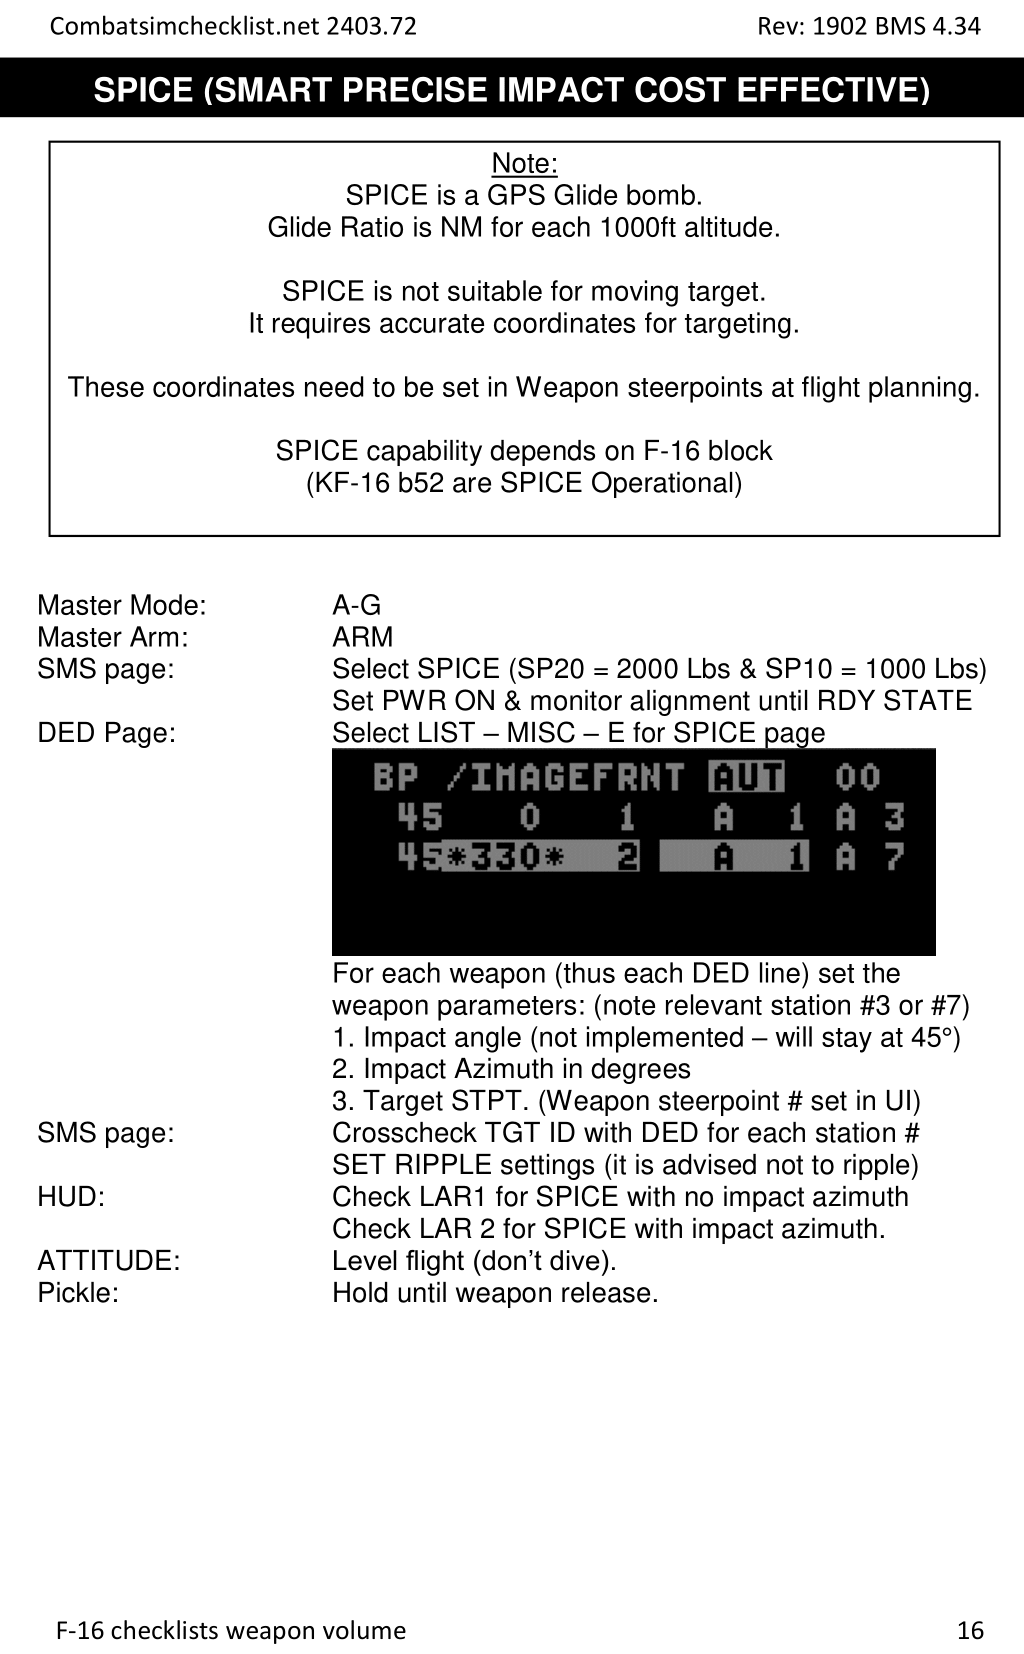 Combatsimchecklist.net 2403.72 Rev: 1902 BMS 4.34
SPICE (SMART PRECISE IMPACT COST EFFECTIVE)
Note:
SPICE is a GPS Glide bomb.
Glide Ratio is NM for each 1000ft altitude.
SPICE is not suitable for moving target.
It requires accurate coordinates for targeting.
These coordinates need to be set in Weapon steerpoints at flight planning.
SPICE capability depends on F-16 block
(KF-16 b52 are SPICE Operational)
Master Mode: A-G
Master Arm: ARM
SMS page: Select SPICE (SP20 = 2000 Lbs & SP10 = 1000 Lbs)
Set PWR ON & monitor alignment until RDY STATE
DED Page: Select LIST – MISC – E for SPICE page
BP /IMAGEFRNT AUT 00
45 0 1 A 1 A 3
45*330* 2 A 1 A 7
For each weapon (thus each DED line) set the
weapon parameters: (note relevant station #3 or #7)
1. Impact angle (not implemented – will stay at 45°)
2. Impact Azimuth in degrees
3. Target STPT. (Weapon steerpoint # set in UI)
SMS page: Crosscheck TGT ID with DED for each station #
SET RIPPLE settings (it is advised not to ripple)
HUD: Check LAR1 for SPICE with no impact azimuth
Check LAR 2 for SPICE with impact azimuth.
ATTITUDE: Level flight (don’t dive).
Pickle: Hold until weapon release.
F-16 checklists weapon volume 16